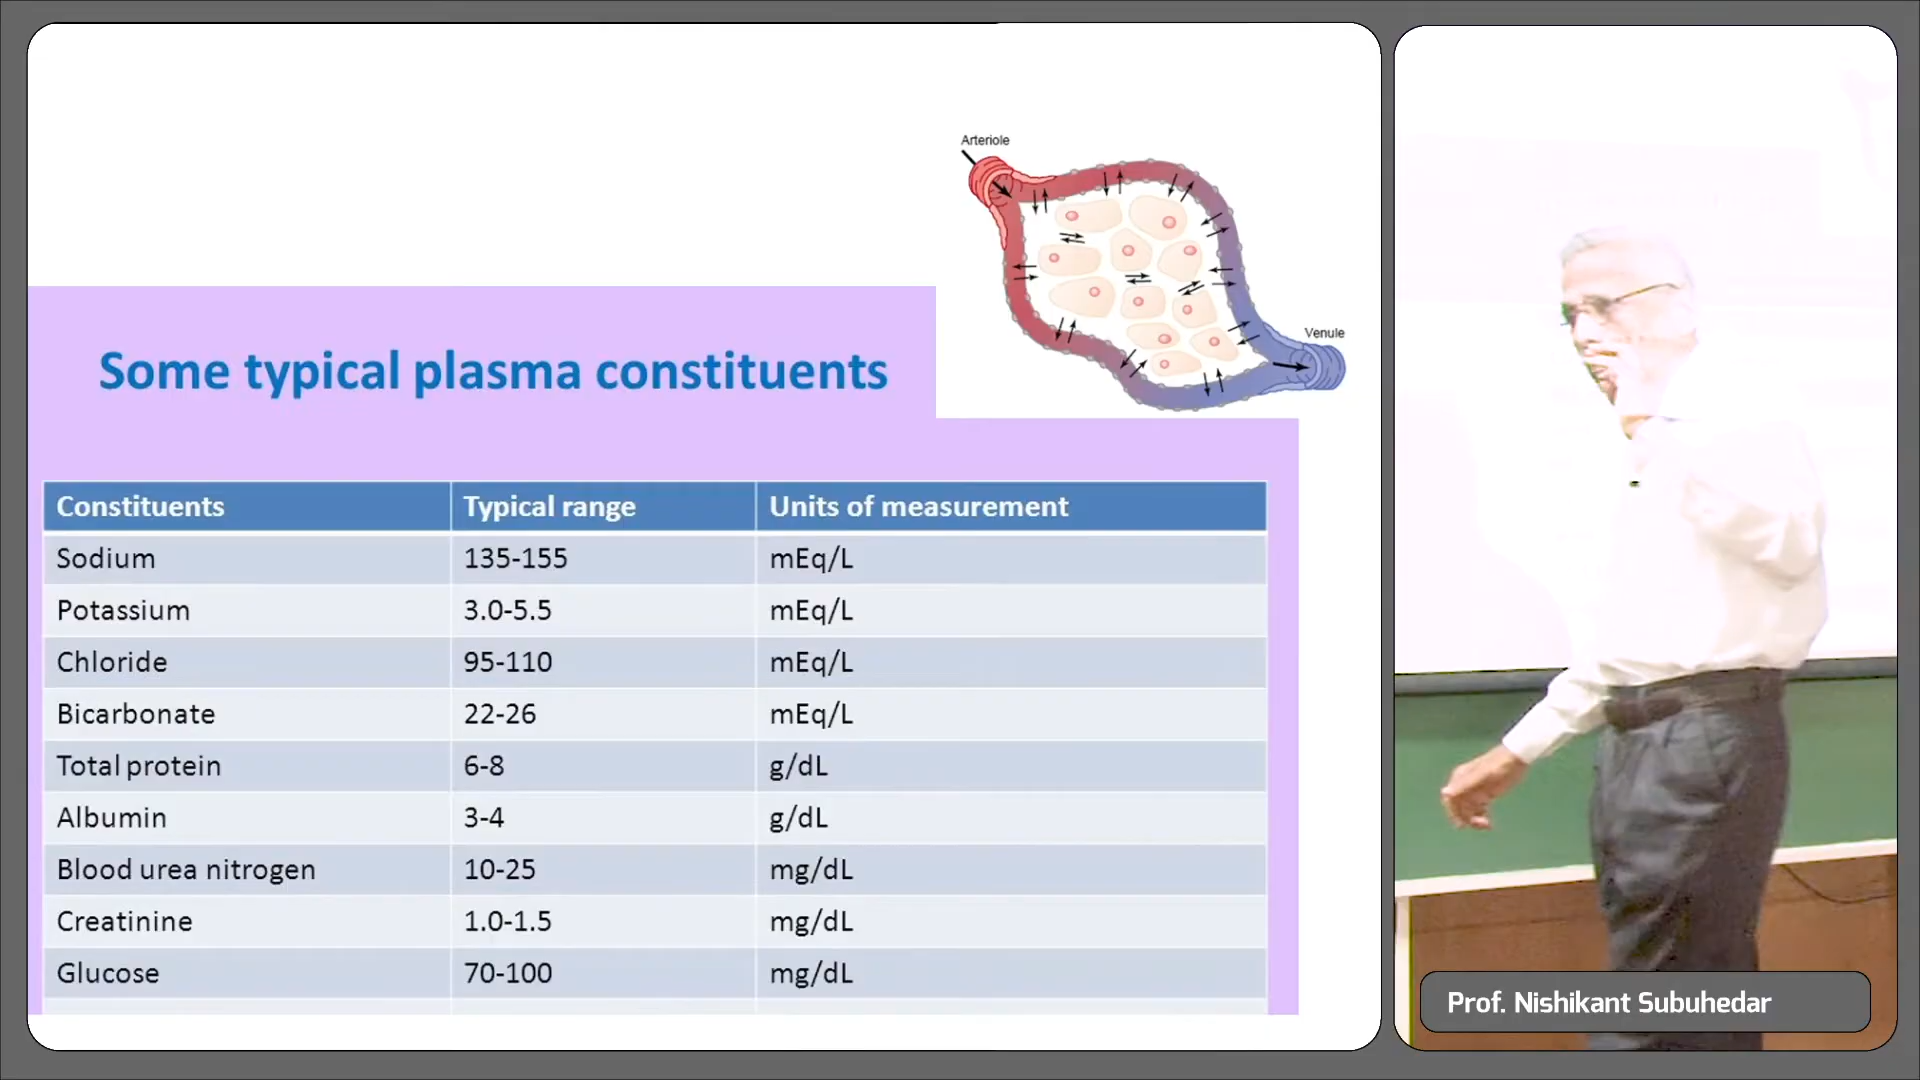 Arteriole
Venule
Some typical plasma constituents
Constituents Typical range Units of measurement
Sodium 135-155 mEq/L
Potassium 3.0-5.5 mEq/L
Chloride 95-110 mEq/L
Bicarbonate 22-26 mEq/L
Total protein 6-8 g/dL
Albumin 3-4 g/dL
Blood urea nitrogen 10-25 mg/dL
Creatinine 1.0-1.5 mg/dL
Glucose 70-100 mg/dL
Prof. Nishikant Subuhedar